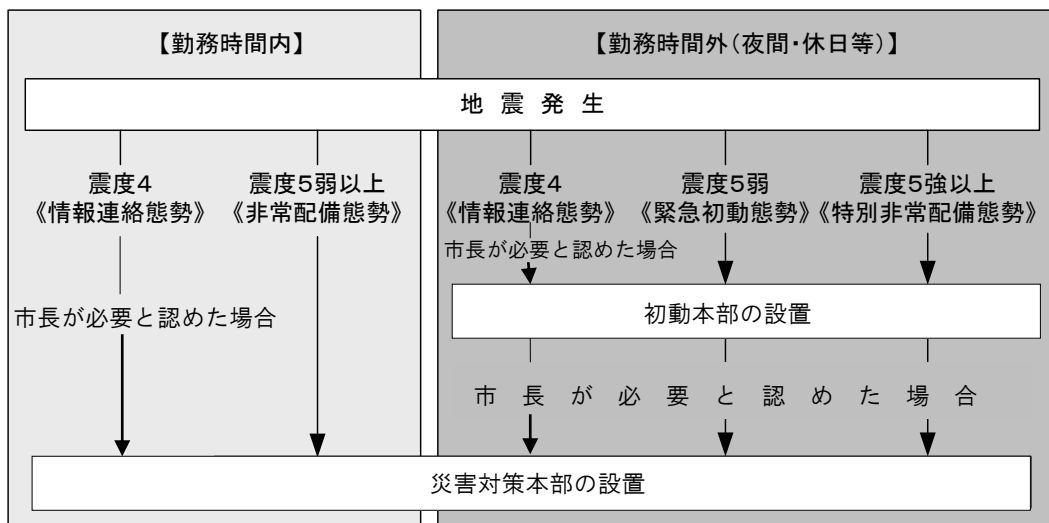 【勤務時間内】
【勤務時間外(夜間・休日等)】
地震発生
震度4
《情報連絡態勢》
震度5弱以上
《非常配備態勢》
震度4
《情報連絡態勢》
震度5弱
《緊急初動態勢》
震度5強以上
《特別非常配備態勢》
市長が必要と認めた場合
市長が必要と認めた場合
初動本部の設置
市長が必要と認めた場合
災害対策本部の設置